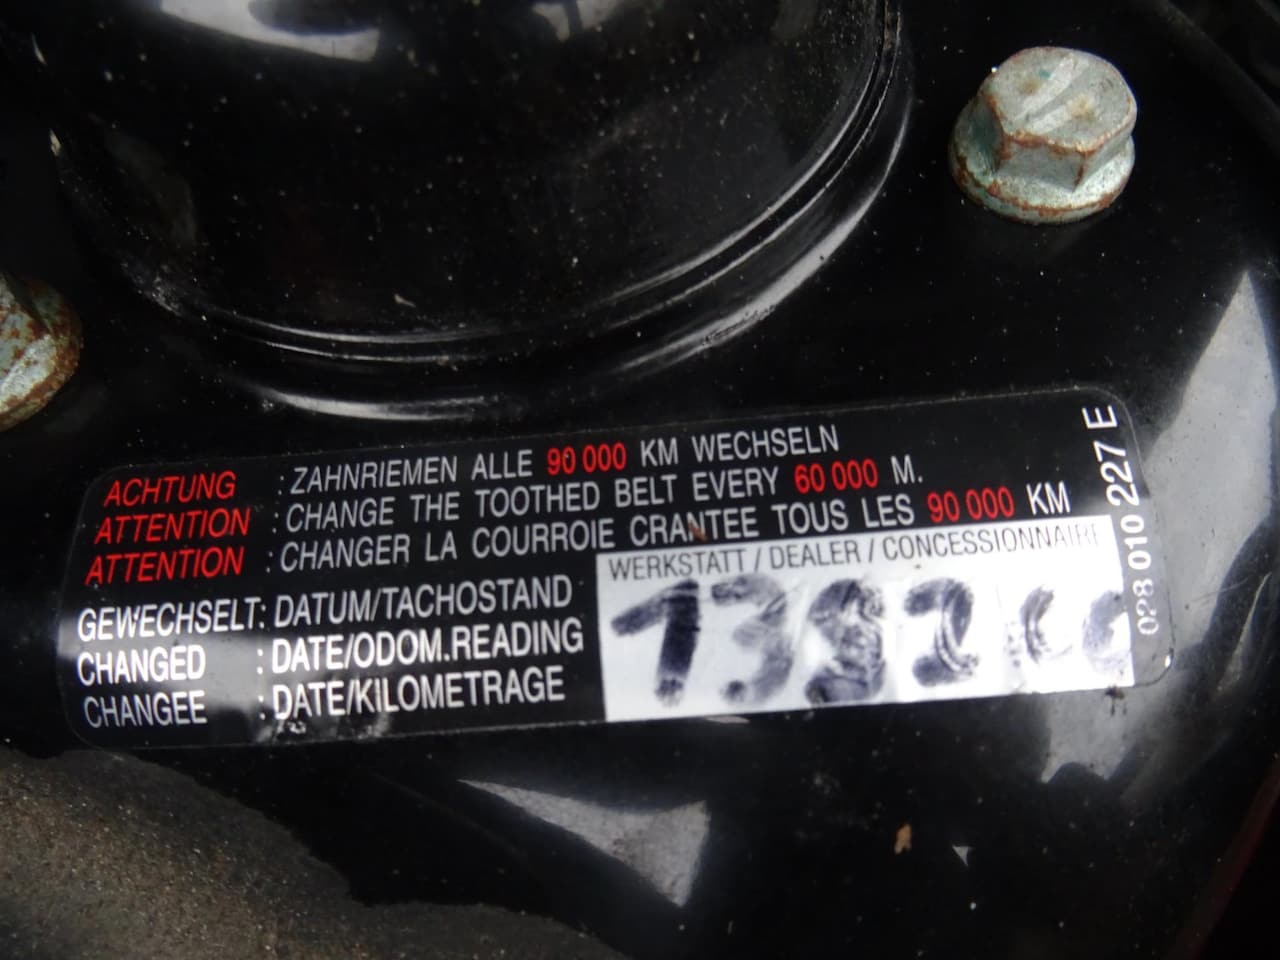 ACHTUNG : ZAHNRIEMEN ALLE 90 000 KM WECHSELN
ATTENTION : CHANGE THE TOOTHED BELT EVERY 60 000 M.
ATTENTION : CHANGER LA COURROIE CRANTEE TOUS LES 90 000 KM
GEWECHSELT: DATUM/TACHOSTAND
CHANGED : DATE/ODOM.READING
CHANGEE : DATE/KILOMETRAGE
WERKSTATT / DEALER / CONCESSIONNAIRE
028 010 227 E